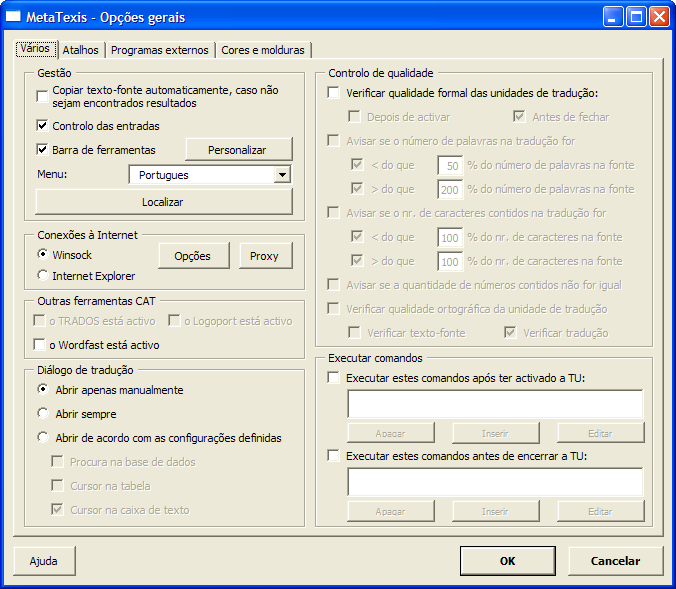 MetaTexis - Opções gerais
Vários
Atalhos
Programas externos
Cores e molduras
Gestão
Copiar texto-fonte automaticamente, caso não
sejam encontrados resultados
Controlo das entradas
Barra de ferramentas
Personalizar
Menu:
Portugues
Localizar
Conexões à Internet
Winsock
Opções
Proxy
Internet Explorer
Outras ferramentas CAT
o TRADOS está activo
o Logoport está activo
o Wordfast está activo
Diálogo de tradução
Abrir apenas manualmente
Abrir sempre
Abrir de acordo com as configurações definidas
Procura na base de dados
Cursor na tabela
Cursor na caixa de texto
Controlo de qualidade
Verificar qualidade formal das unidades de tradução:
Depois de activar
Antes de fechar
Avisar se o número de palavras na tradução for
< do que 50 % do número de palavras na fonte
> do que 200 % do número de palavras na fonte
Avisar se o nr. de caracteres contidos na tradução for
< do que 100 % do nr. de caracteres na fonte
> do que 100 % do nr. de caracteres na fonte
Avisar se a quantidade de números contidos não for igual
Verificar qualidade ortográfica da unidade de tradução
Verificar texto-fonte
Verificar tradução
Executar comandos
Executar estes comandos após ter activado a TU:
Apagar
Inserir
Editar
Executar estes comandos antes de encerrar a TU:
Apagar
Inserir
Editar
Ajuda
OK
Cancelar